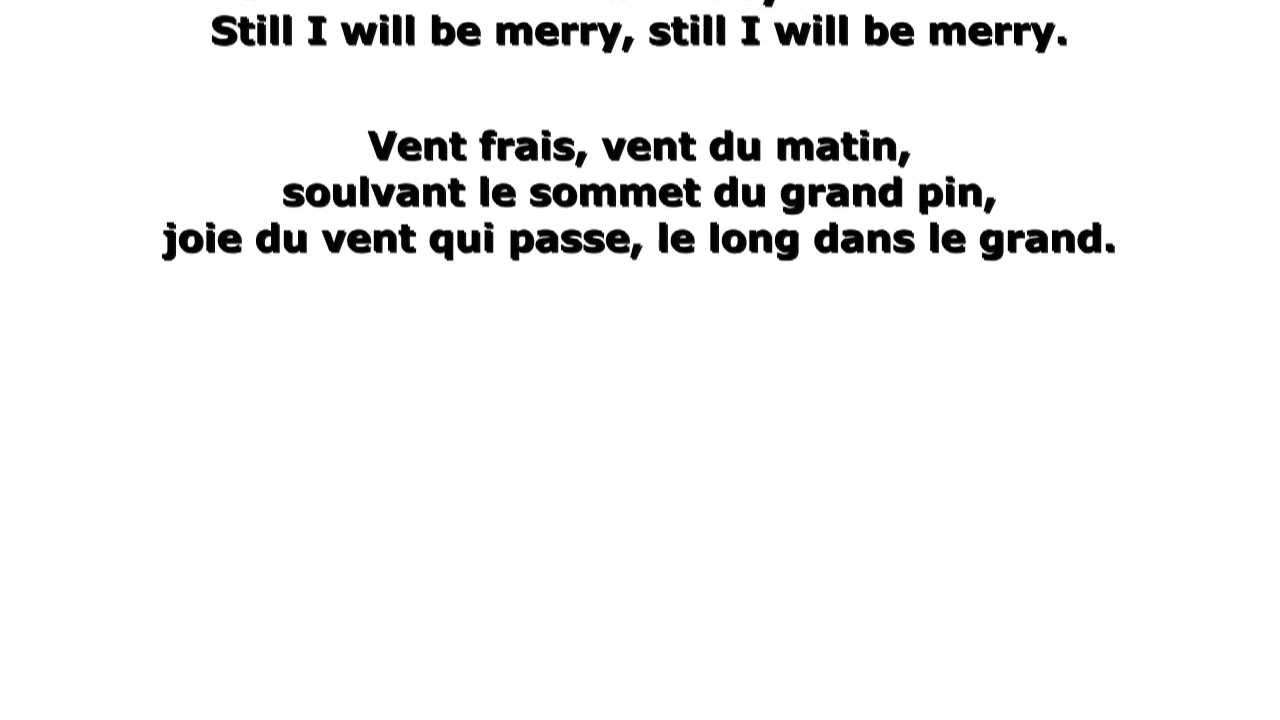 Still I will be merry, still I will be merry.
Vent frais, vent du matin,
soulvant le sommet du grand pin,
joie du vent qui passe, le long dans le grand.